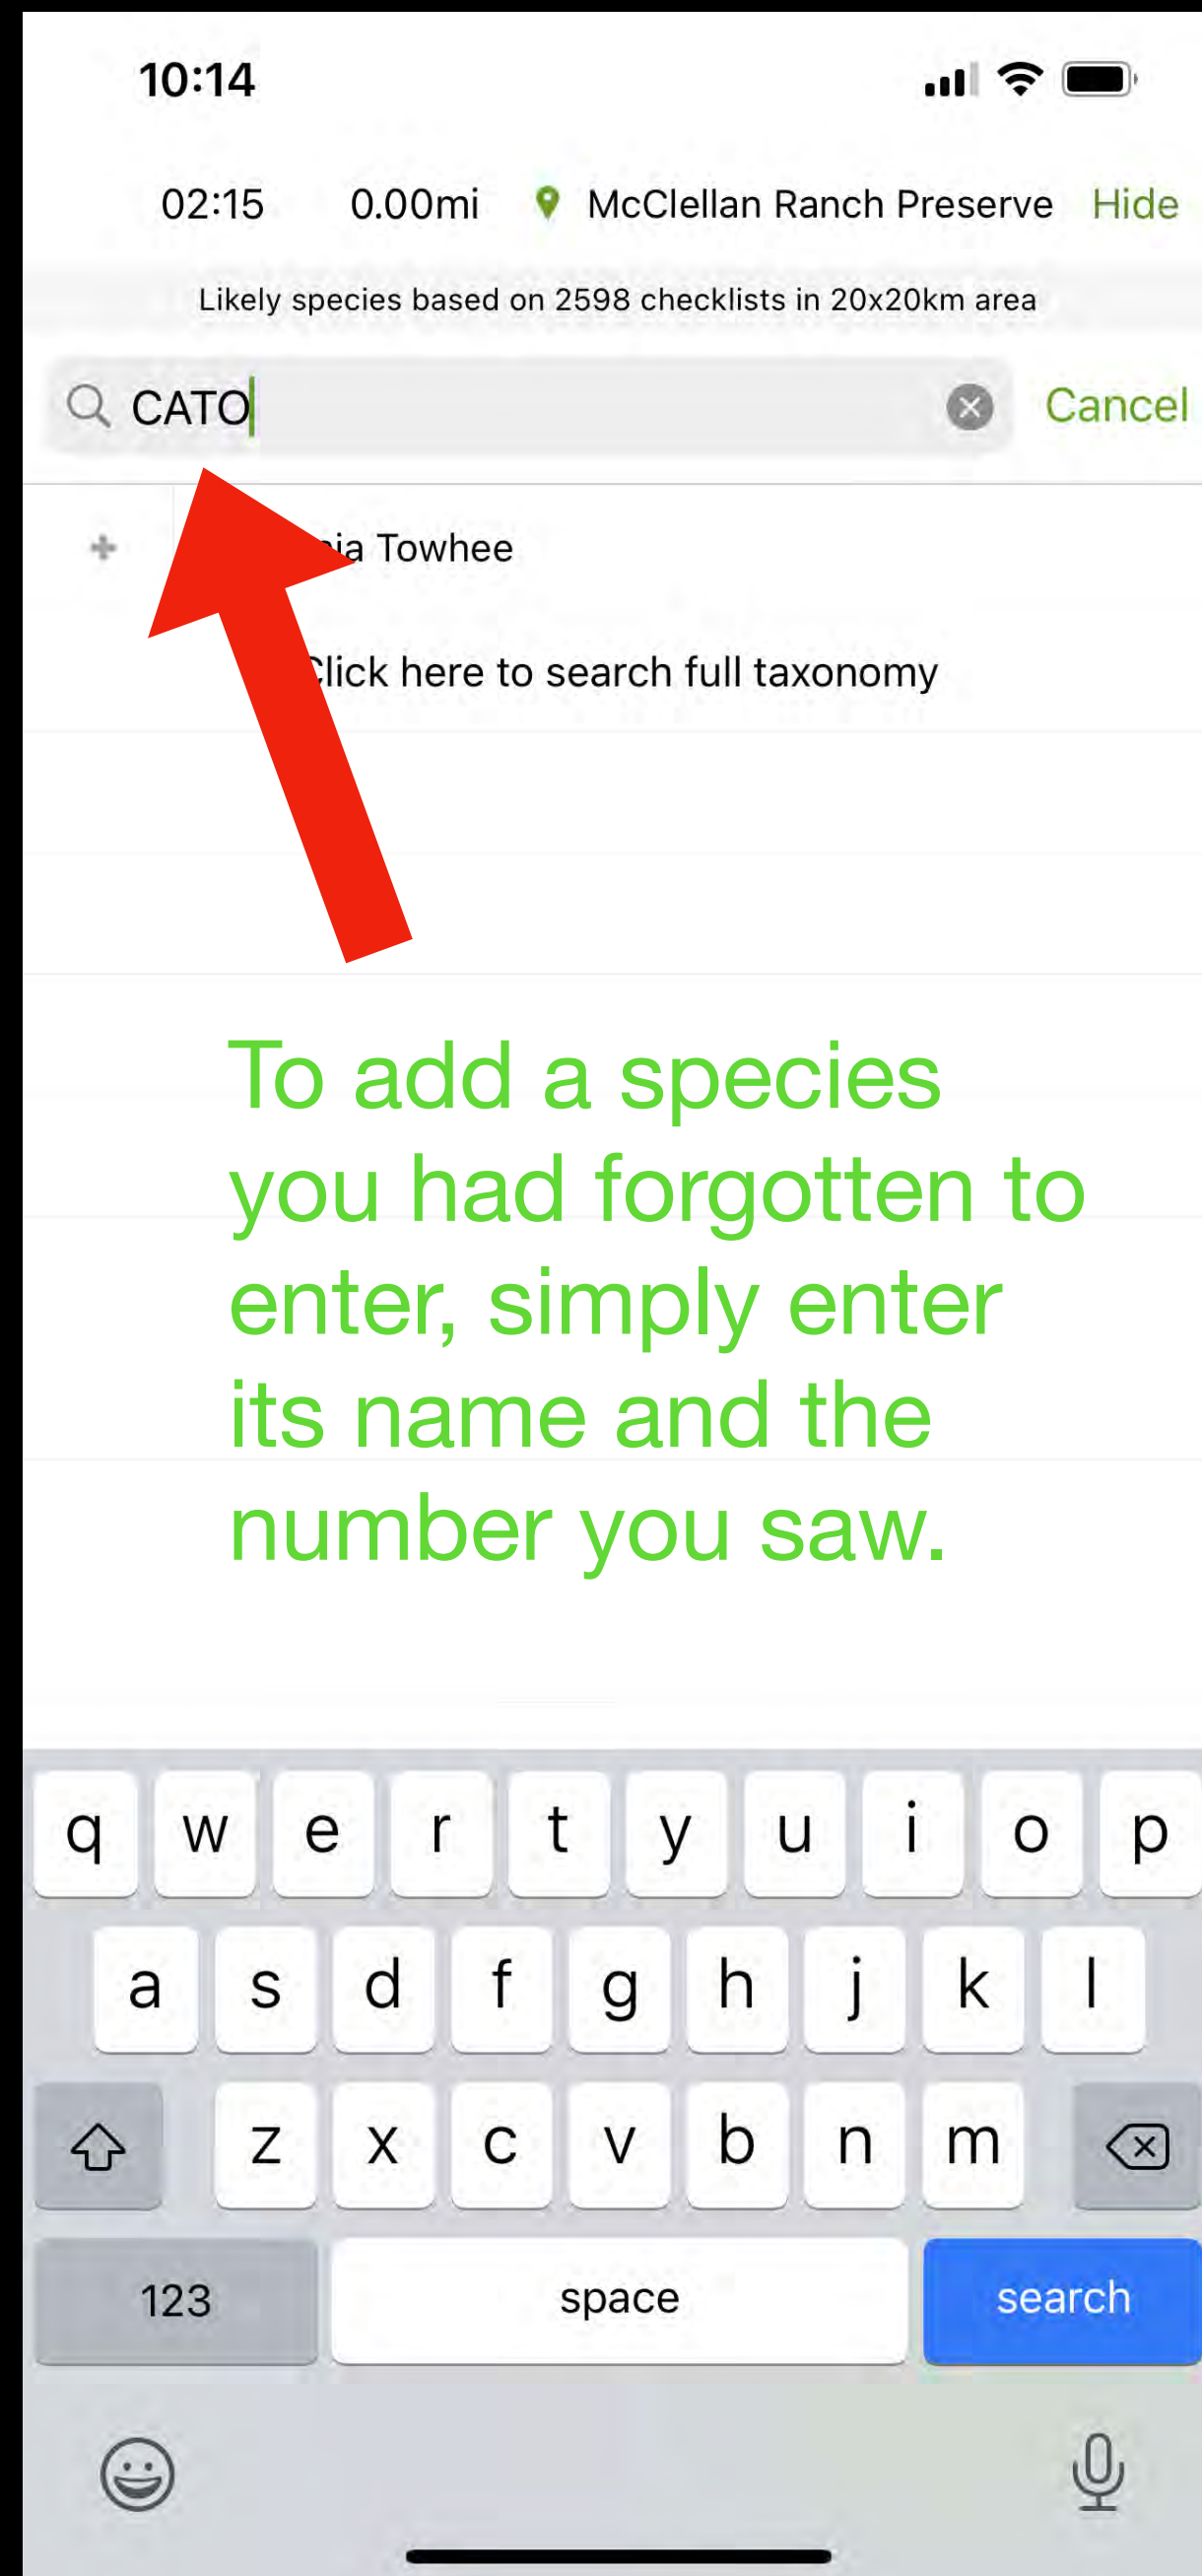 10:14
02:15 0.00mi McClellan Ranch Preserve Hide
Likely species based on 2598 checklists in 20x20km area
CATO Cancel
Towhee
here to search full taxonomy
To add a species
you had forgotten to
enter, simply enter
its name and the
number you saw.
q w e r t y u i o p
a s d f g h j k l
z x c v b n m
123 space search